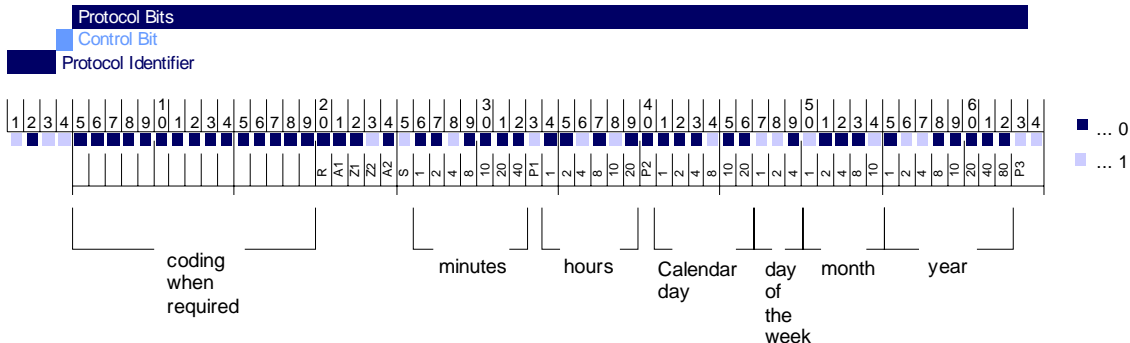 Protocol Bits
Control Bit
Protocol Identifier
1 2 3 4 5 6
0 0 0 0 0 0
1 2 3 4 5 6 7 8 9 1 2 3 4 5 6 7 8 9 1 2 3 4 5 6 7 8 9 1 2 3 4 5 6 7 8 9 1 2 3 4 5 6 7 8 9 1 2 3 4 5 6 7 8 9 1 2 3 4
... 0
... 1
R A1 Z1 Z2 A2 S 1 2 4 8 10 20 40 P1 1 2 4 8 10 20 P2 1 2 4 8 10 20 1 2 4 1 2 4 8 10 1 2 4 8 10 20 40 80 P3
coding
when
required
minutes
hours
Calendar
day
day
of
the
week
month
year